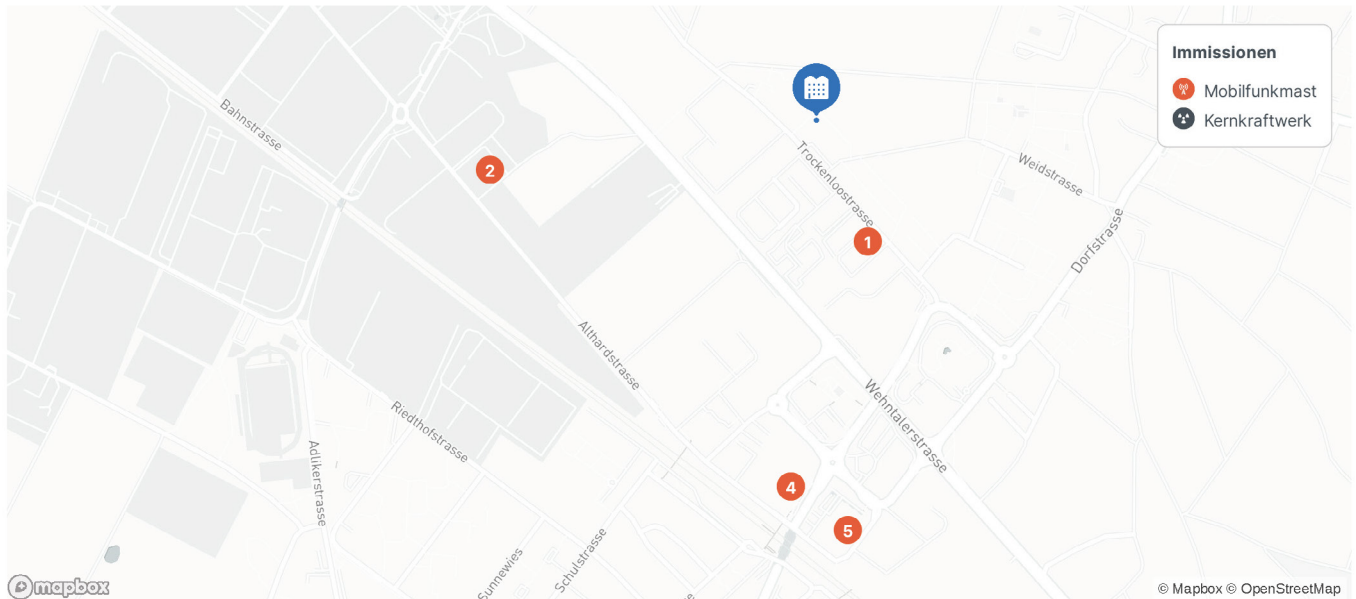 Immissionen
Mobilfunkmast
Kernkraftwerk
Bahnstrasse
Trockenloostrasse
Weidstrasse
2
1
Dorfstrasse
Althardstrasse
Wehntalerstrasse
Riedthofstrasse
Adlikerstrasse
4
5
Schulstrasse
Sunnewies
mapbox
© Mapbox © OpenStreetMap